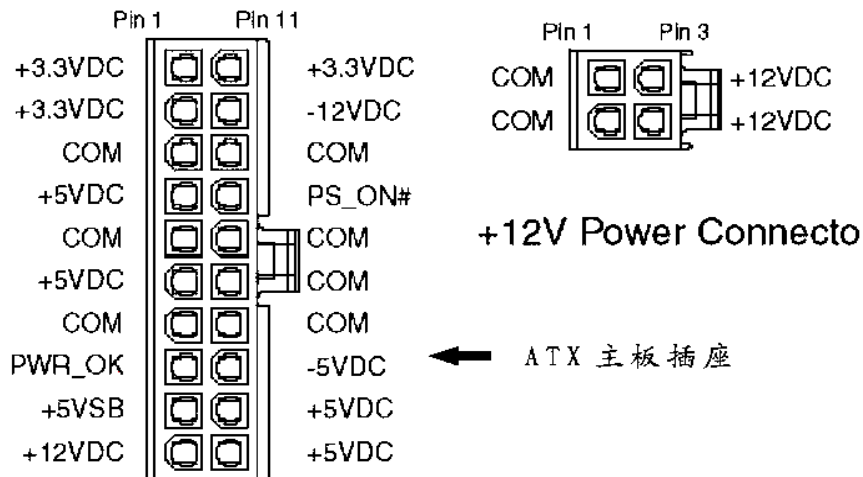 Pin 1 Pin 11
+3.3VDC +3.3VDC
+3.3VDC -12VDC
COM COM
+5VDC PS_ON#
COM COM
+5VDC COM
COM COM
PWR_OK -5VDC
+5VSB +5VDC
+12VDC +5VDC
Pin 1 Pin 3
COM +12VDC
COM +12VDC
+12V Power Connecto
ATX 主板插座